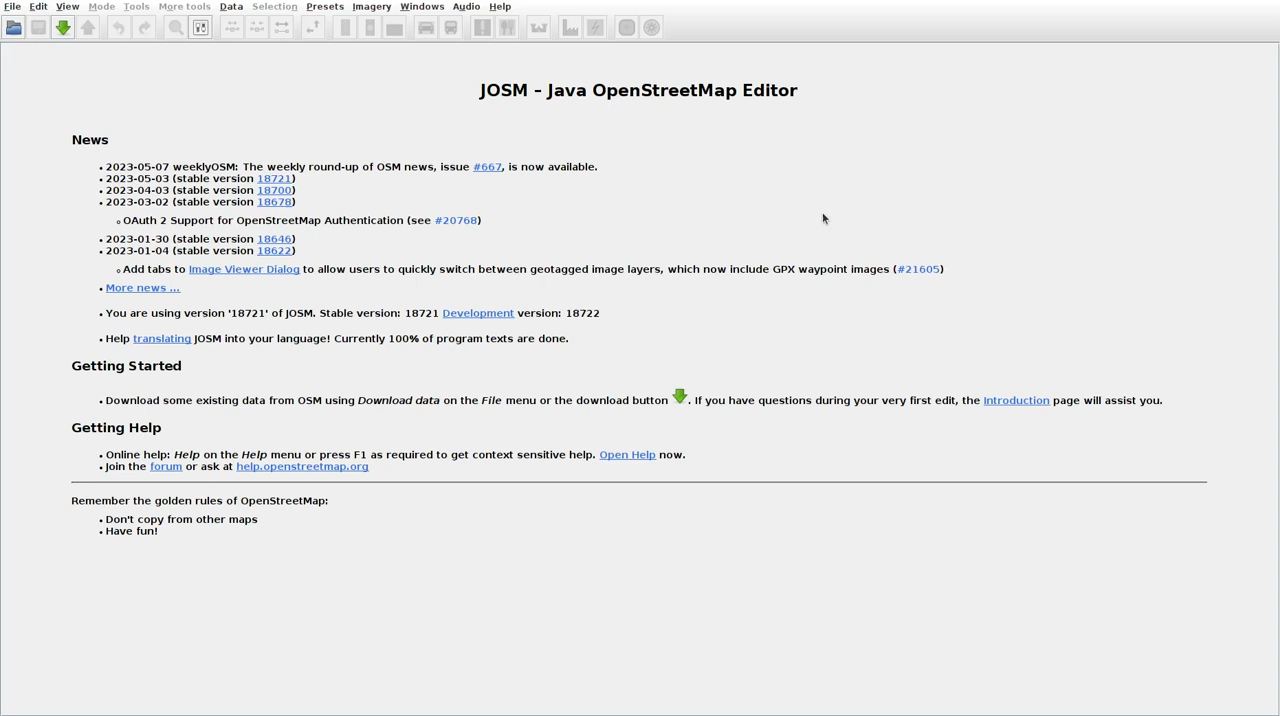 File Edit View Mode Tools More tools Data Selection Presets Imagery Windows Audio Help
JOSM – Java OpenStreetMap Editor
News
2023-05-07 weeklyOSM: The weekly round-up of OSM news, issue #667, is now available.
2023-05-03 (stable version 18721)
2023-04-03 (stable version 18700)
2023-03-02 (stable version 18678)
OAuth 2 Support for OpenStreetMap Authentication (see #20768)
2023-01-30 (stable version 18646)
2023-01-04 (stable version 18622)
Add tabs to Image Viewer Dialog to allow users to quickly switch between geotagged image layers, which now include GPX waypoint images (#21605)
More news ...
You are using version '18721' of JOSM. Stable version: 18721 Development version: 18722
Help translating JOSM into your language! Currently 100% of program texts are done.
Getting Started
Download some existing data from OSM using Download data on the File menu or the download button . If you have questions during your very first edit, the Introduction page will assist you.
Getting Help
Online help: Help on the Help menu or press F1 as required to get context sensitive help. Open Help now.
Join the forum or ask at help.openstreetmap.org
Remember the golden rules of OpenStreetMap:
Don't copy from other maps
Have fun!